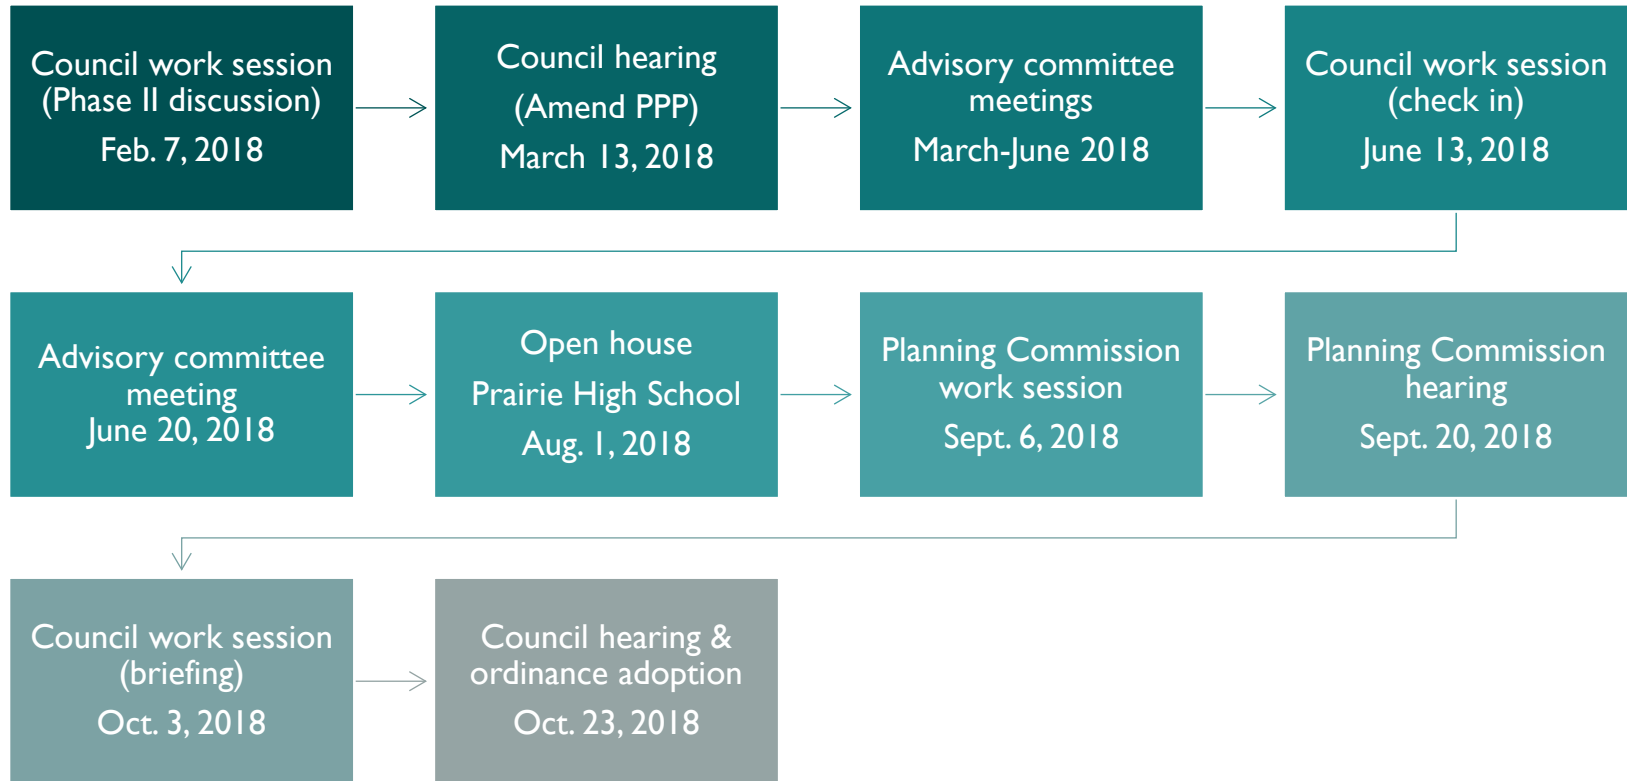 Council work session
(Phase II discussion)
Feb. 7, 2018
Council hearing
(Amend PPP)
March 13, 2018
Advisory committee
meetings
March-June 2018
Council work session
(check in)
June 13, 2018
Advisory committee
meeting
June 20, 2018
Open house
Prairie High School
Aug. 1, 2018
Planning Commission
work session
Sept. 6, 2018
Planning Commission
hearing
Sept. 20, 2018
Council work session
(briefing)
Oct. 3, 2018
Council hearing &
ordinance adoption
Oct. 23, 2018